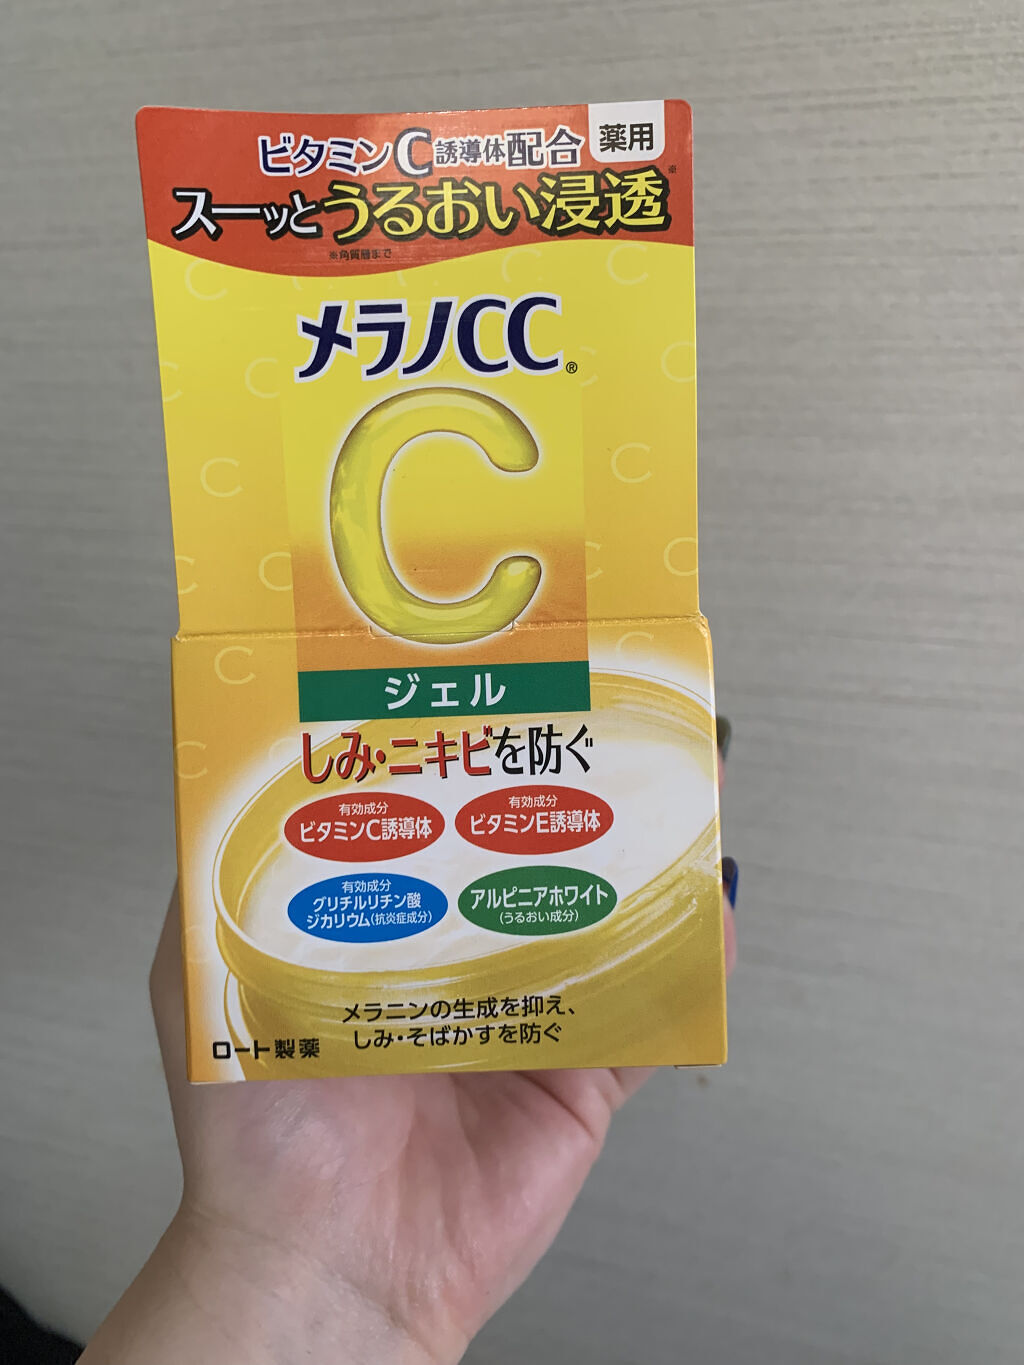 ビタミンC誘導体配合
薬用
スーッとうるおい浸透※
※角質層まで
メラノCC®
C
ジェル
しみ・ニキビを防ぐ
有効成分
ビタミンC誘導体
有効成分
ビタミンE誘導体
有効成分
グリチルリチン酸
ジカリウム(抗炎症成分)
アルピニアホワイト
(うるおい成分)
メラニンの生成を抑え、
しみ・そばかすを防ぐ
ロート製薬